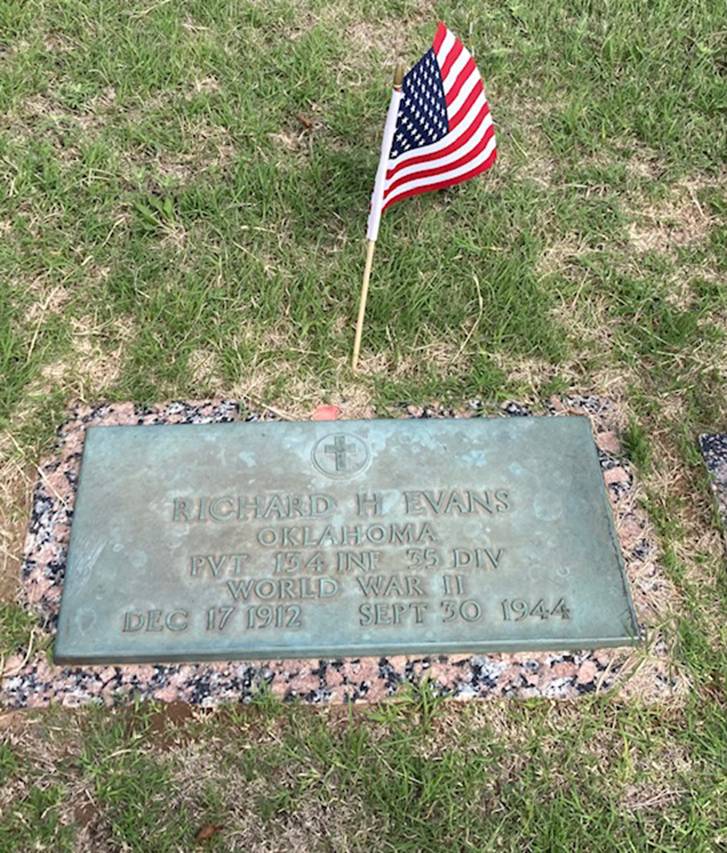 RICHARD H EVANS
OKLAHOMA
PVT 134 INF 35 DIV
WORLD WAR II
DEC 17 1912 SEPT 30 1944